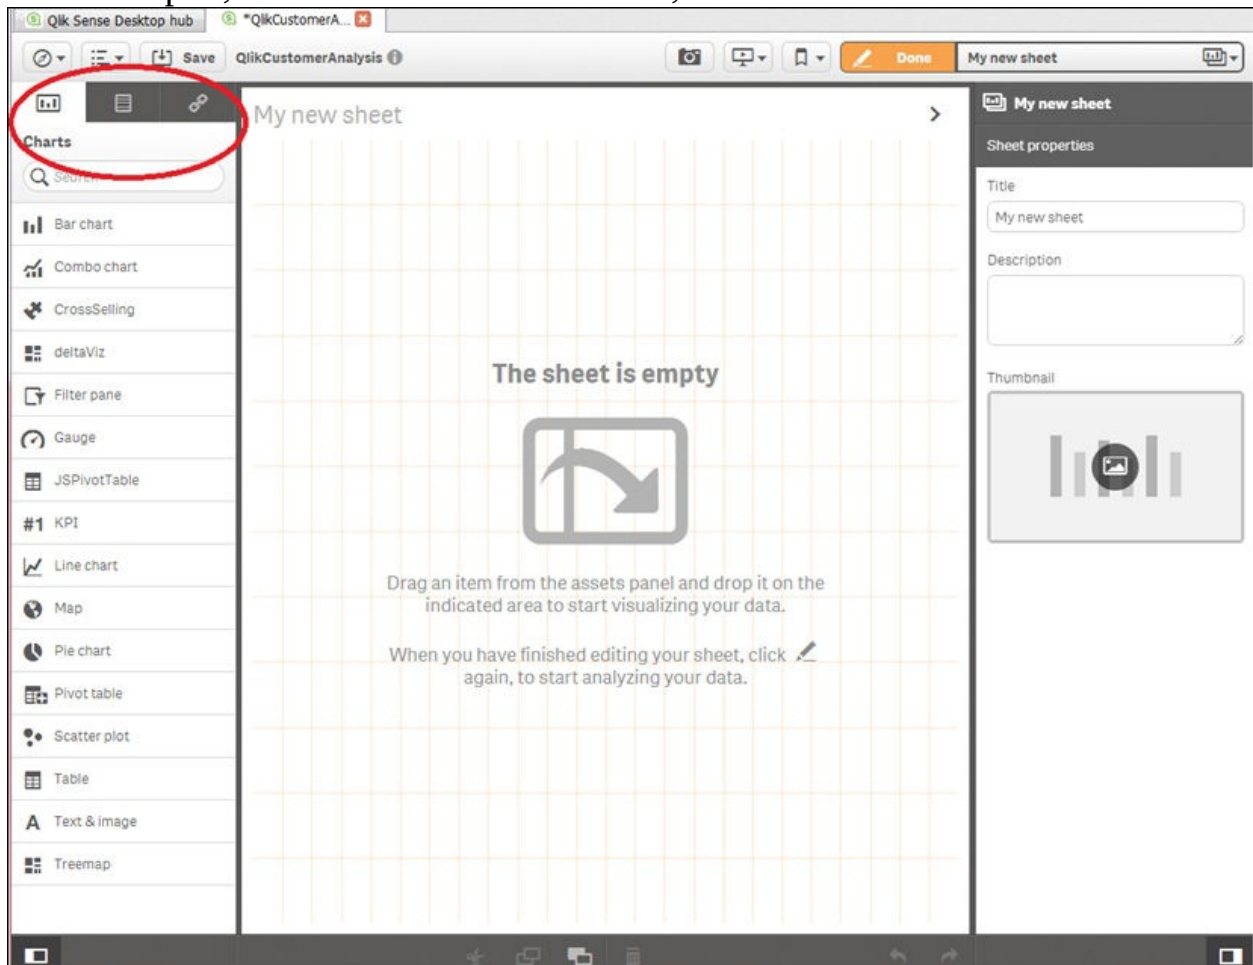 Qlik Sense Desktop hub
*QlikCustomerA...
Save
QlikCustomerAnalysis
Done
My new sheet
Charts
Search
Bar chart
Combo chart
CrossSelling
deltaViz
Filter pane
Gauge
JSPivotTable
#1 KPI
Line chart
Map
Pie chart
Pivot table
Scatter plot
Table
A Text & image
Treemap
My new sheet
The sheet is empty
Drag an item from the assets panel and drop it on the
indicated area to start visualizing your data.
When you have finished editing your sheet, click
again, to start analyzing your data.
My new sheet
Sheet properties
Title
My new sheet
Description
Thumbnail